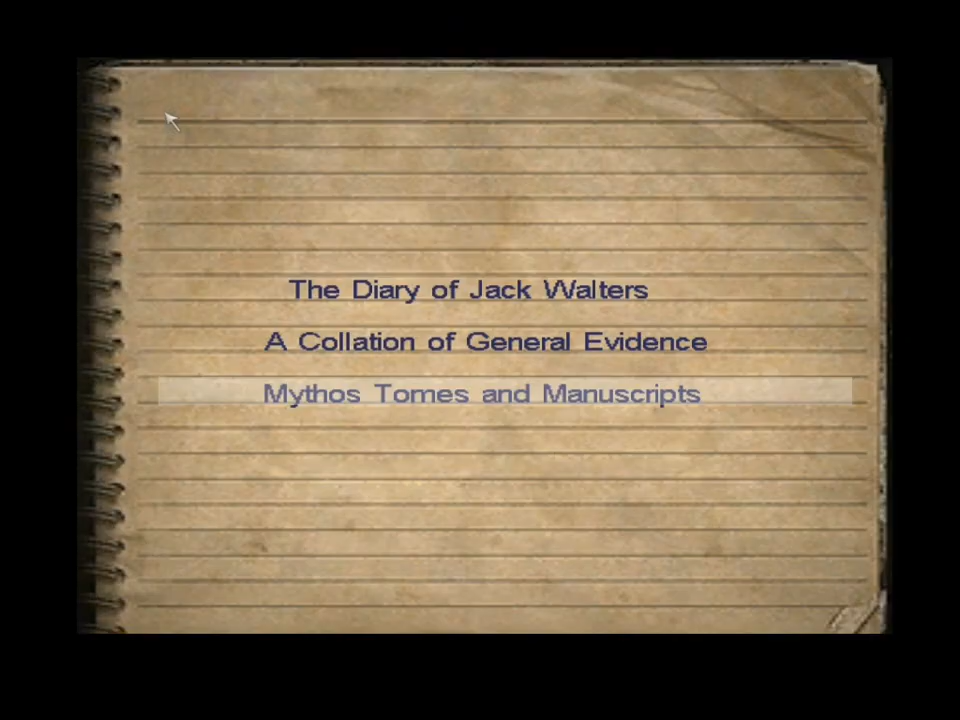 The Diary of Jack Walters
A Collation of General Evidence
Mythos Tomes and Manuscripts